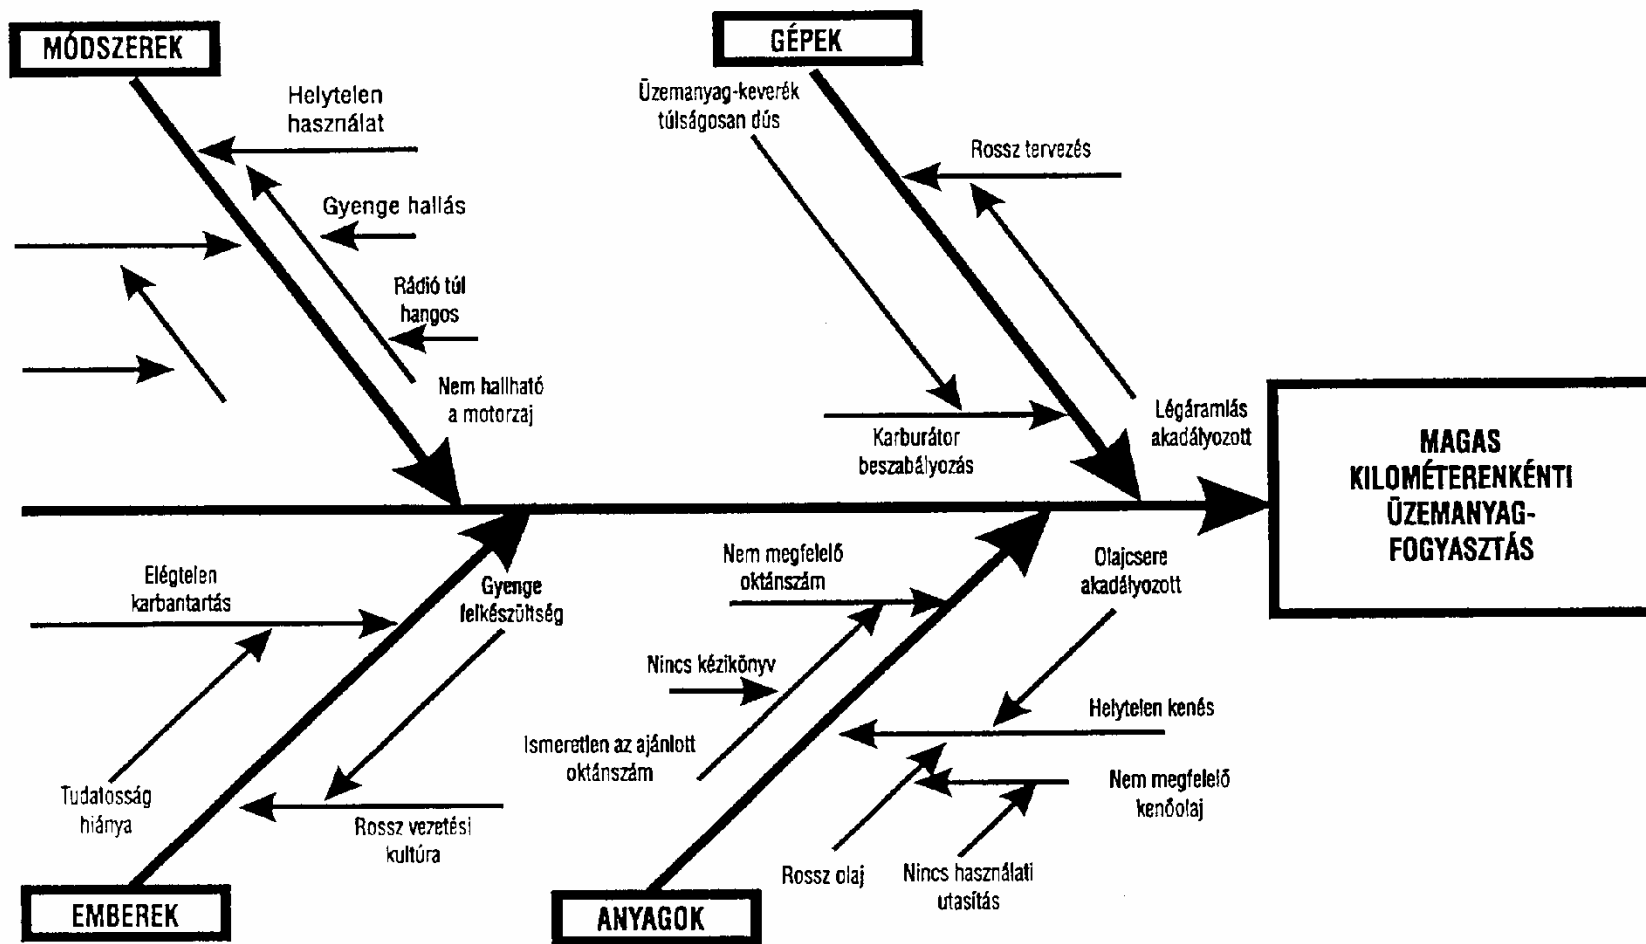 MÓDSZEREK
GÉPEK
Helytelen
használat
Gyenge hallás
Rádió túl
hangos
Nem hallható
a motorzaj
Üzemanyag-keverék
túlságosan dús
Rossz tervezés
Karburátor
beszabályozás
Légáramlás
akadályozott
MAGAS
KILOMÉTERENKÉNTI
ÜZEMANYAG-
FOGYASZTÁS
Elégtelen
karbantartás
Gyenge
felkészültség
Tudatosság
hiánya
Rossz vezetési
kultúra
Nem megfelelő
oktánszám
Nincs kézikönyv
Ismeretlen az ajánlott
oktánszám
Olajcsere
akadályozott
Helytelen kenés
Nem megfelelő
kenőolaj
Rossz olaj
Nincs használati
utasítás
EMBEREK
ANYAGOK